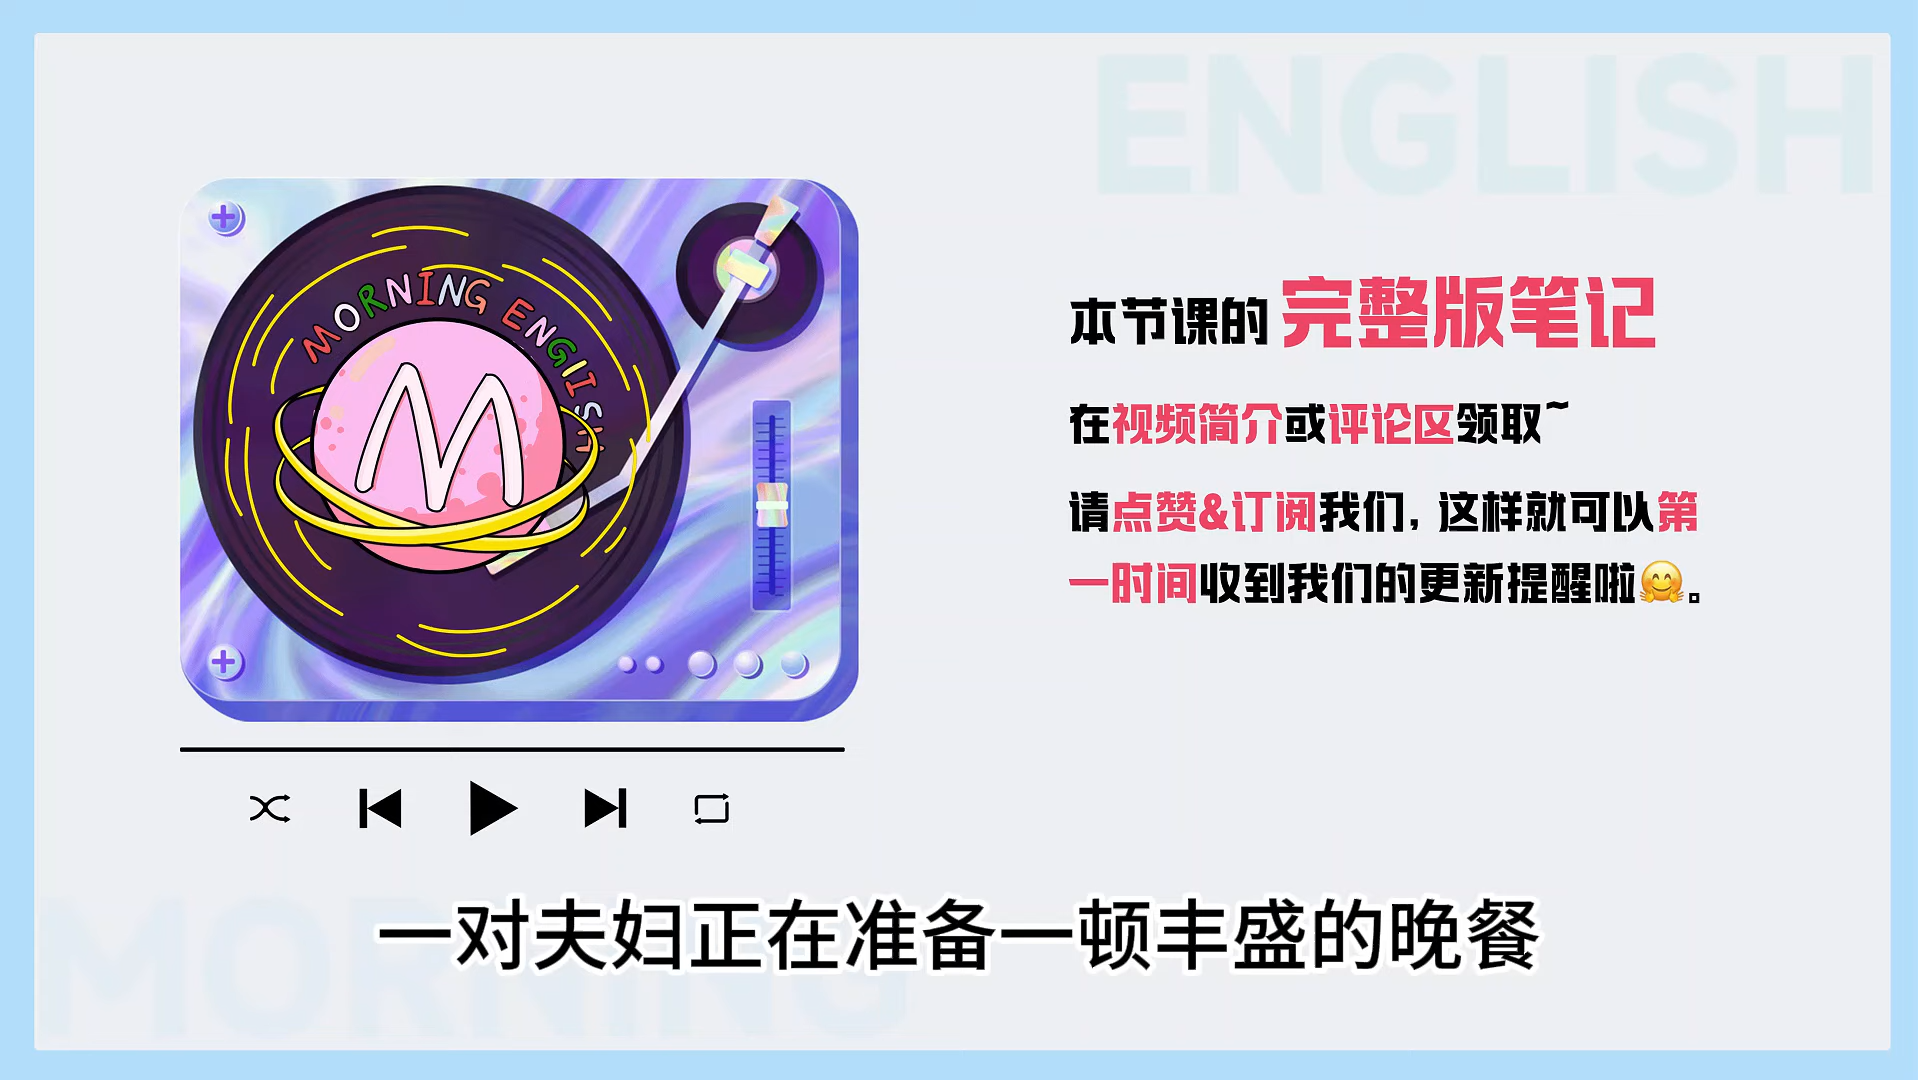 ENGLISH
MORNING ENGlISH
M
本节课的 完整版笔记
在视频简介或评论区领取~
请点赞&订阅我们，这样就可以第
一时间收到我们的更新提醒啦🤗。
一对夫妇正在准备一顿丰盛的晚餐
MORNING